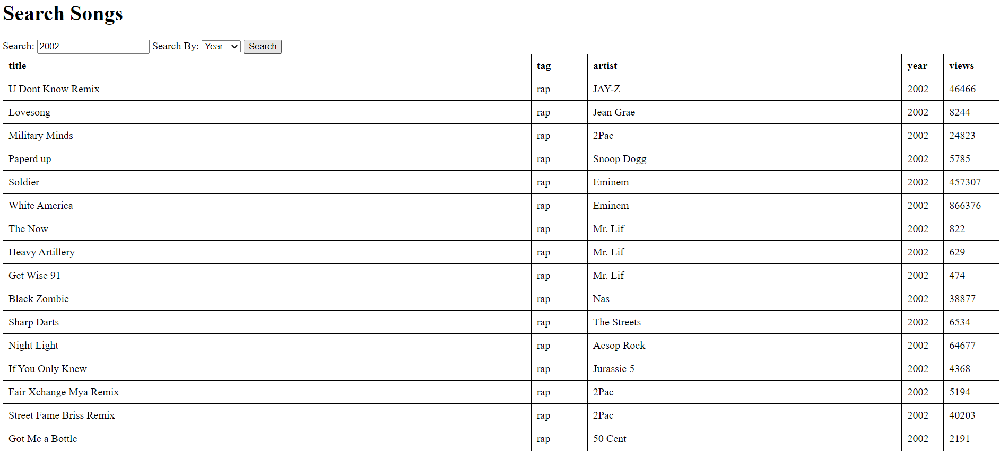 Search Songs
Search: 2002 Search By: Year Search
title tag artist year views
U Dont Know Remix rap JAY-Z 2002 46466
Lovesong rap Jean Grae 2002 8244
Military Minds rap 2Pac 2002 24823
Paperd up rap Snoop Dogg 2002 5785
Soldier rap Eminem 2002 457307
White America rap Eminem 2002 866376
The Now rap Mr. Lif 2002 822
Heavy Artillery rap Mr. Lif 2002 629
Get Wise 91 rap Mr. Lif 2002 474
Black Zombie rap Nas 2002 38877
Sharp Darts rap The Streets 2002 6534
Night Light rap Aesop Rock 2002 64677
If You Only Knew rap Jurassic 5 2002 4368
Fair Xchange Mya Remix rap 2Pac 2002 5194
Street Fame Briss Remix rap 2Pac 2002 40203
Got Me a Bottle rap 50 Cent 2002 2191